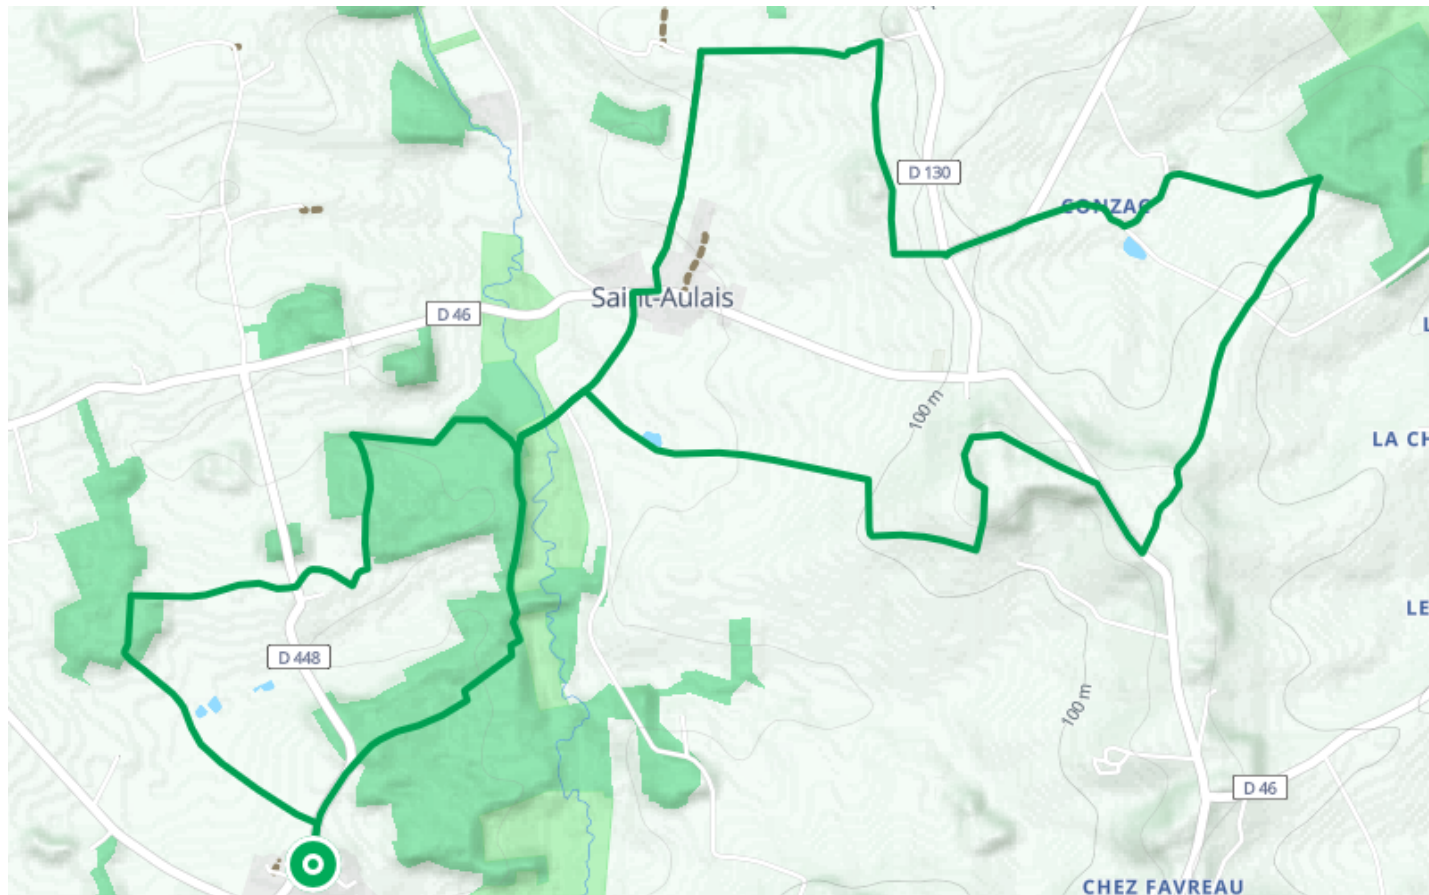 D 130
CONZAC
Saint-Aulais
D 46
L
100 m
LA CH
LE
D 448
100 m
D 46
CHEZ FAVREAU